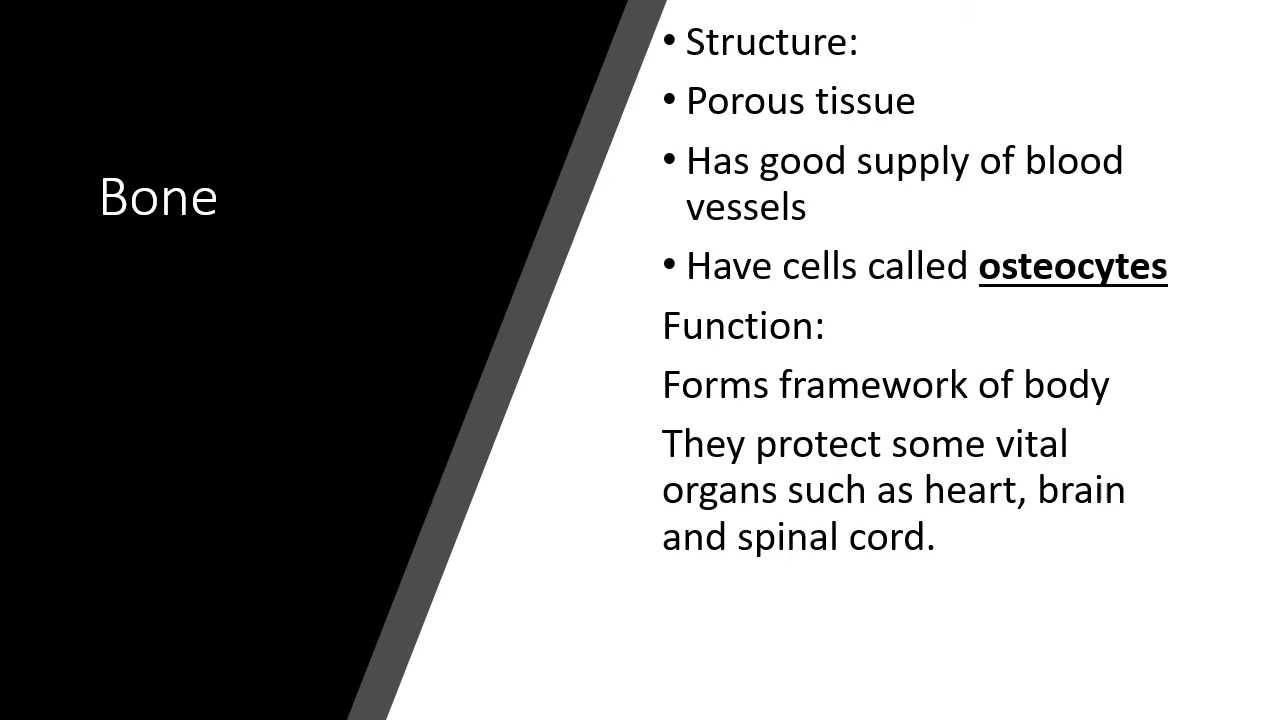 Bone
• Structure:
• Porous tissue
• Has good supply of blood
vessels
• Have cells called osteocytes
Function:
Forms framework of body
They protect some vital
organs such as heart, brain
and spinal cord.